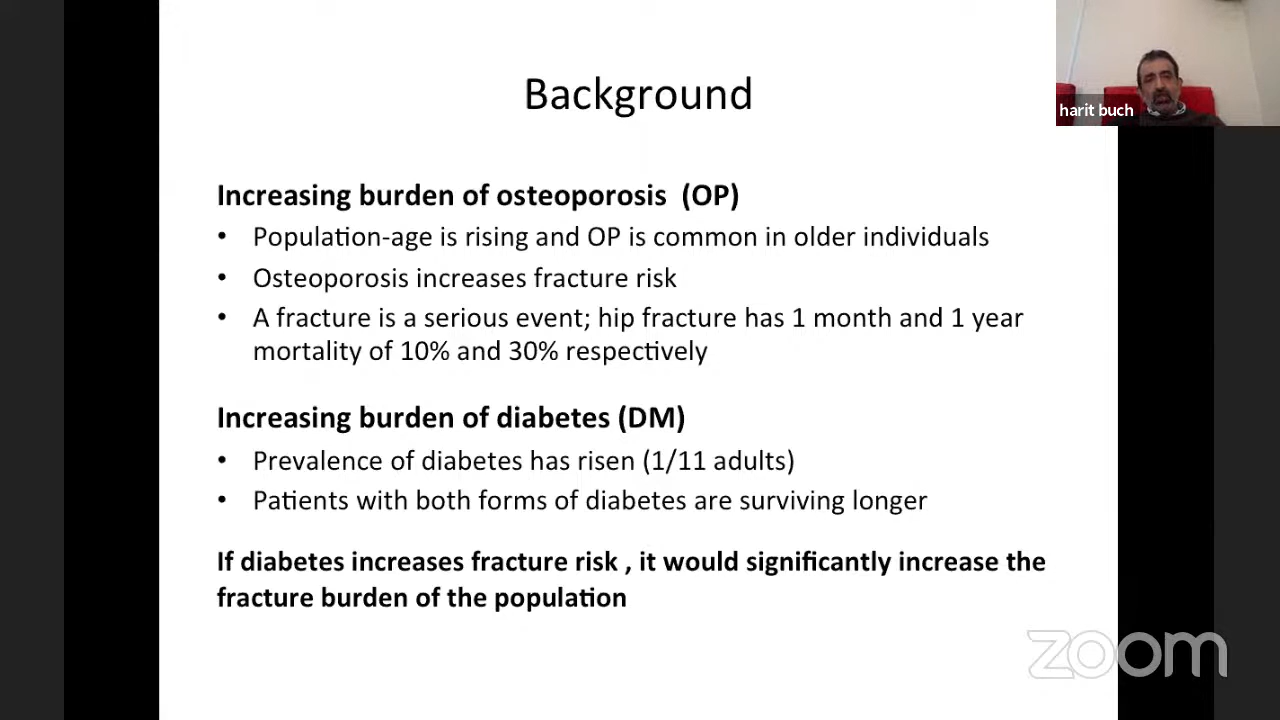 Background
harit buch
Increasing burden of osteoporosis (OP)
• Population-age is rising and OP is common in older individuals
• Osteoporosis increases fracture risk
• A fracture is a serious event; hip fracture has 1 month and 1 year
mortality of 10% and 30% respectively
Increasing burden of diabetes (DM)
• Prevalence of diabetes has risen (1/11 adults)
• Patients with both forms of diabetes are surviving longer
If diabetes increases fracture risk , it would significantly increase the
fracture burden of the population
zoom